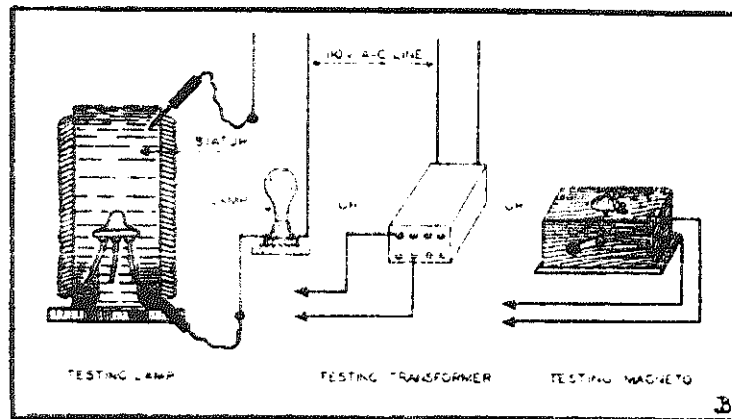 110 V. A-C LINE
STATOR
LAMP
OR
OR
TESTING LAMP
TESTING TRANSFORMER
TESTING MAGNETO
B